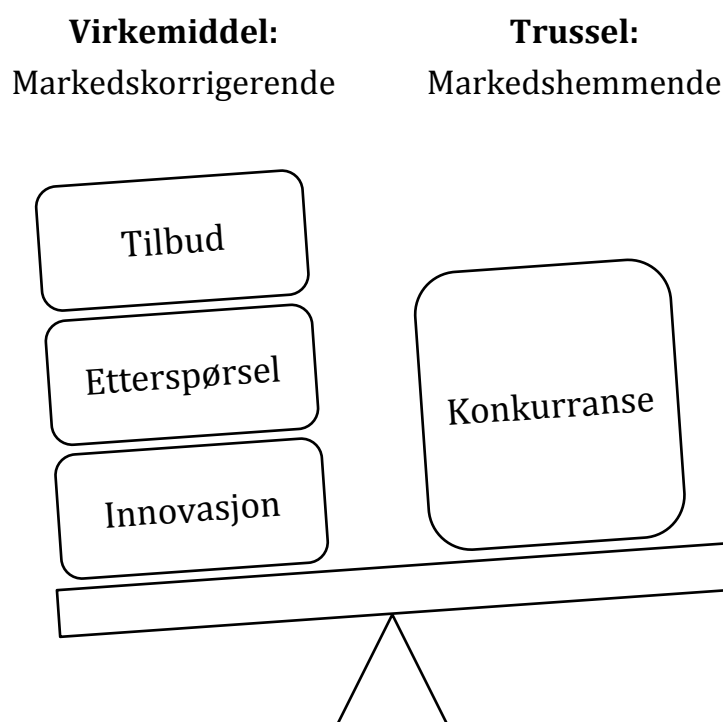 Virkemiddel:
Markedskorrigerende
Trussel:
Markedshemmende
Tilbud
Etterspørsel
Innovasjon
Konkurranse